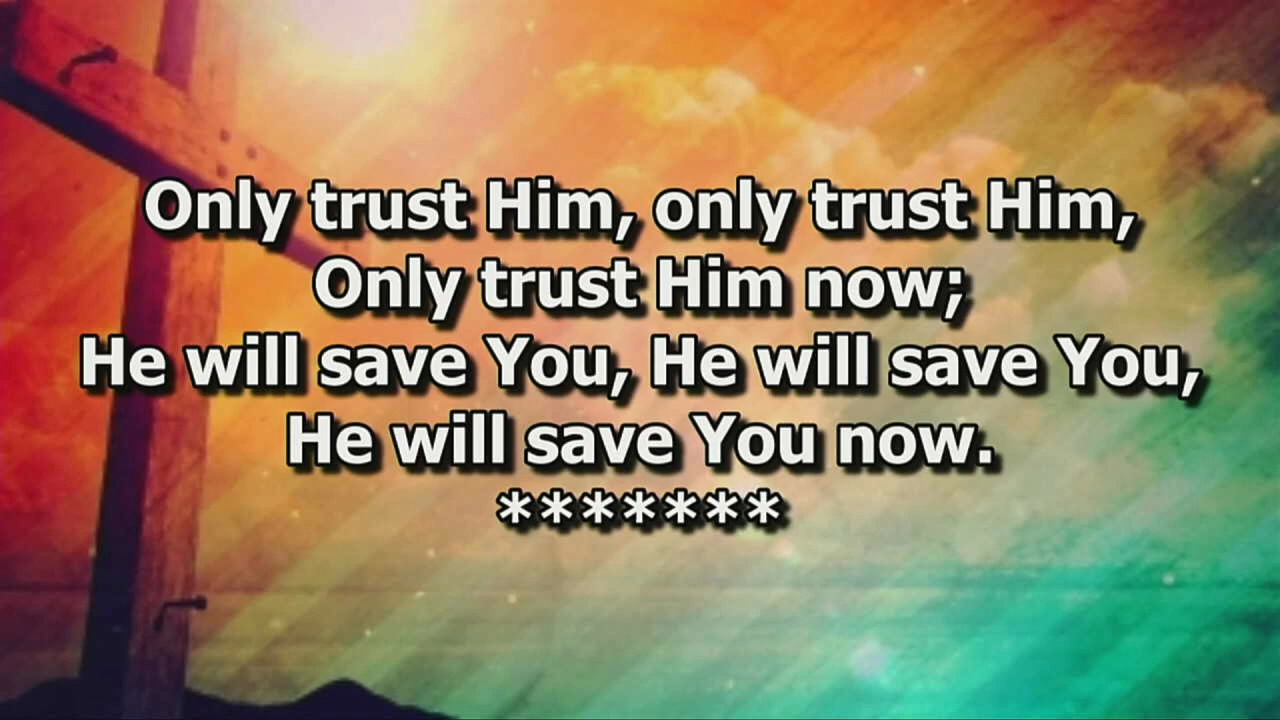 Only trust Him, only trust Him,
Only trust Him now;
He will save You, He will save You,
He will save You now.
*******